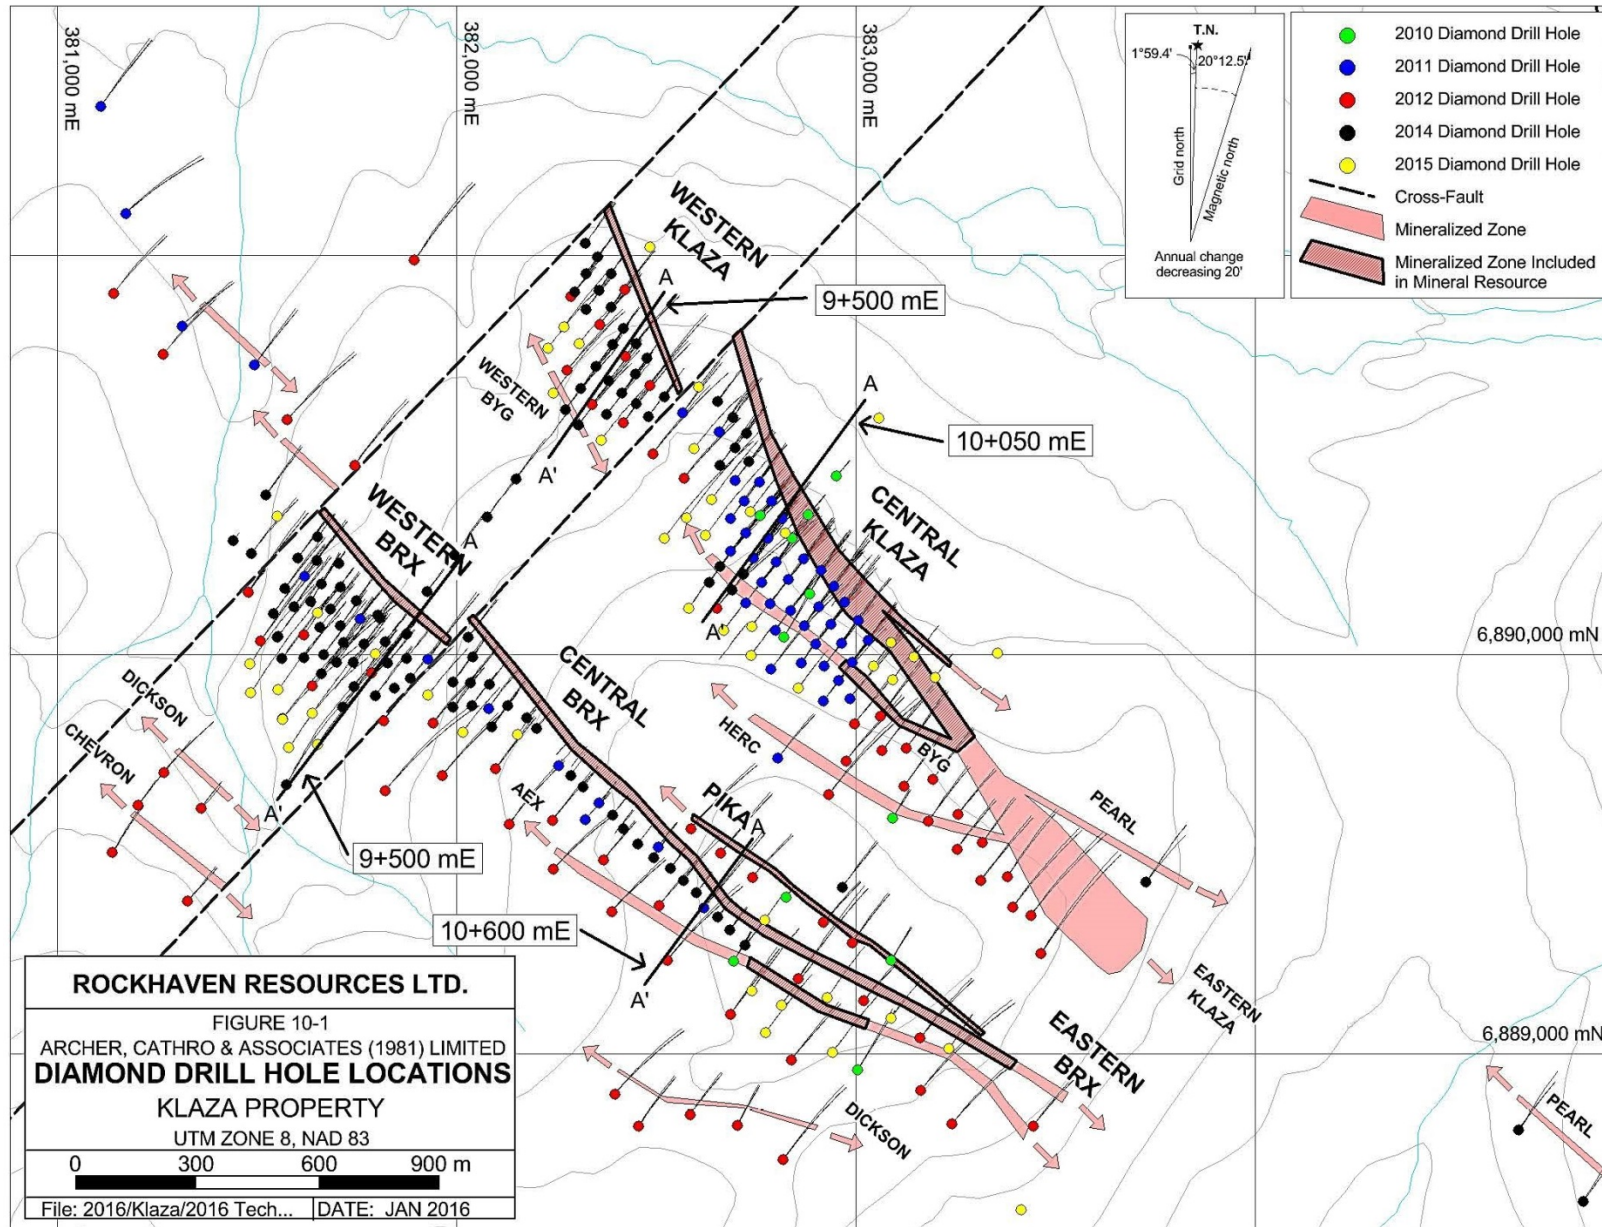 381,000 mE
382,000 mE
383,000 mE
T.N.
1°59.4'
20°12.5'
Grid north
Magnetic north
Annual change
decreasing 20'
2010 Diamond Drill Hole
2011 Diamond Drill Hole
2012 Diamond Drill Hole
2014 Diamond Drill Hole
2015 Diamond Drill Hole
Cross-Fault
Mineralized Zone
Mineralized Zone Included
in Mineral Resource
WESTERN
KLAZA
A
9+500 mE
WESTERN
BYG
A'
A
10+050 mE
CENTRAL
KLAZA
A'
WESTERN
BRX
A
6,890,000 mN
CENTRAL
BRX
DICKSON
CHEVRON
A'
9+500 mE
HERC
BYG
PEARL
AEX
PIKA
A
10+600 mE
A'
EASTERN
KLAZA
EASTERN
BRX
6,889,000 mN
DICKSON
PEARL
ROCKHAVEN RESOURCES LTD.
FIGURE 10-1
ARCHER, CATHRO & ASSOCIATES (1981) LIMITED
DIAMOND DRILL HOLE LOCATIONS
KLAZA PROPERTY
UTM ZONE 8, NAD 83
0 300 600 900 m
File: 2016/Klaza/2016 Tech... DATE: JAN 2016